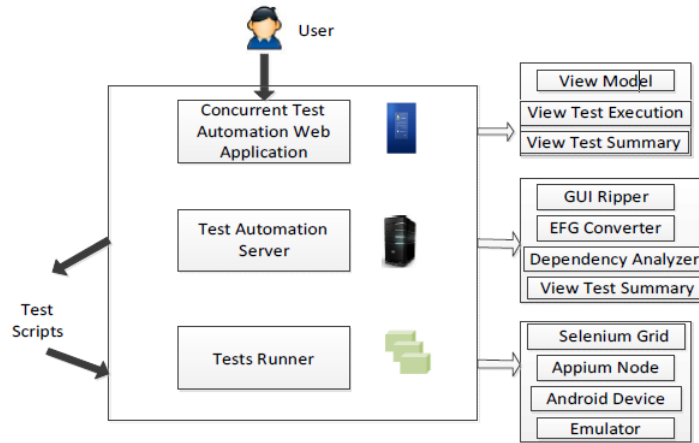 User
Concurrent Test
Automation Web
Application
View Model
View Test Execution
View Test Summary
Test Automation
Server
GUI Ripper
EFG Converter
Dependency Analyzer
View Test Summary
Test
Scripts
Tests Runner
Selenium Grid
Appium Node
Android Device
Emulator